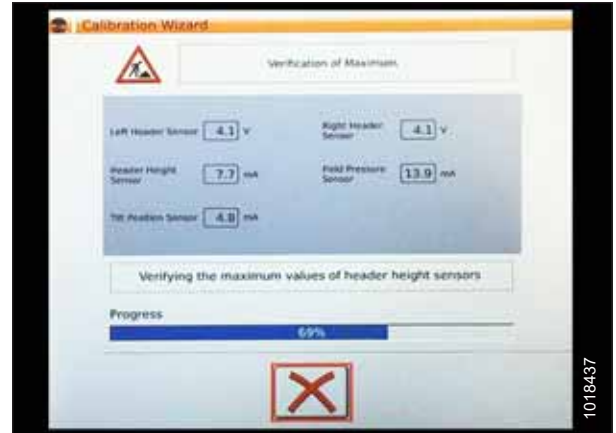 Calibration Wizard
Verification of Maximum
Left Header Sensor 4.1 V
Right Header
Sensor 4.1 V
Header Height
Sensor 7.7 mA
Field Pressure
Sensor 13.9 mA
Tilt Position Sensor 4.8 mA
Verifying the maximum values of header height sensors
Progress
69%
1018437